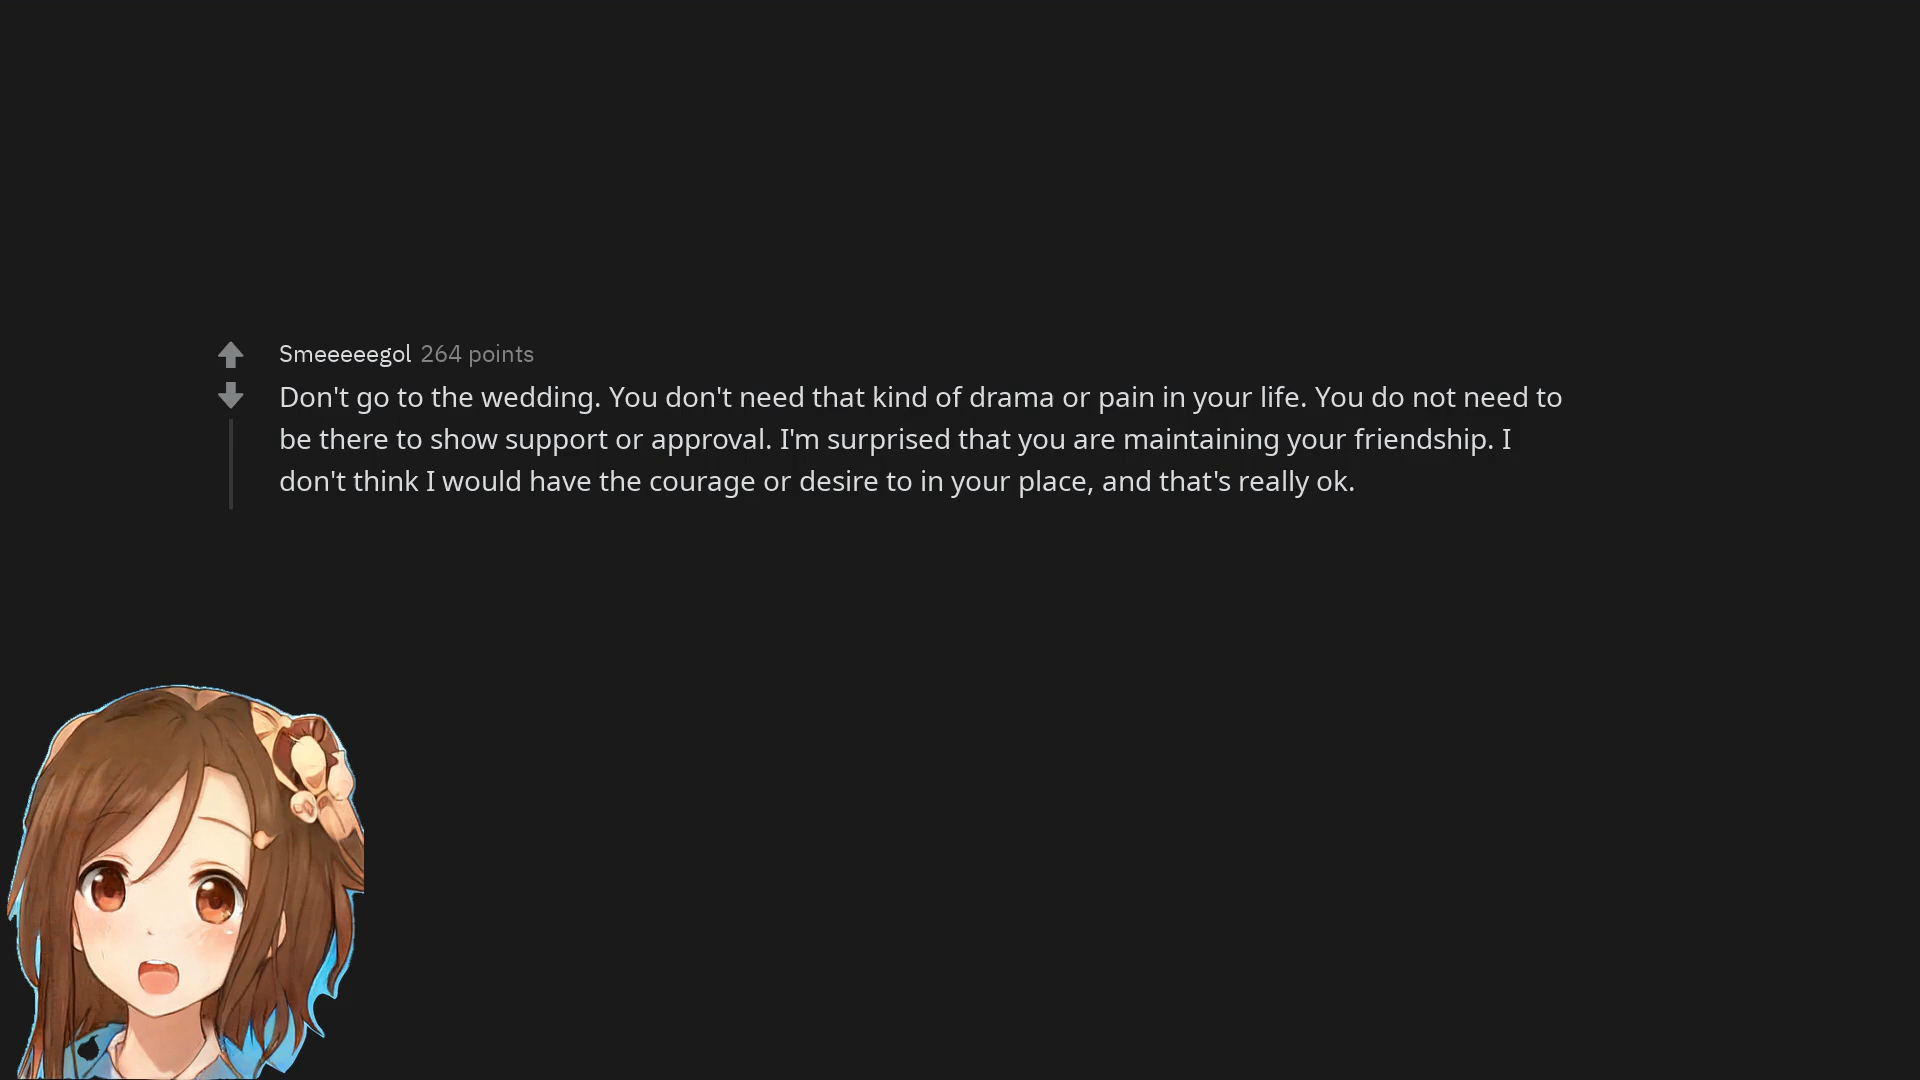 Smeeeeegol 264 points
Don't go to the wedding. You don't need that kind of drama or pain in your life. You do not need to
be there to show support or approval. I'm surprised that you are maintaining your friendship. I
don't think I would have the courage or desire to in your place, and that's really ok.